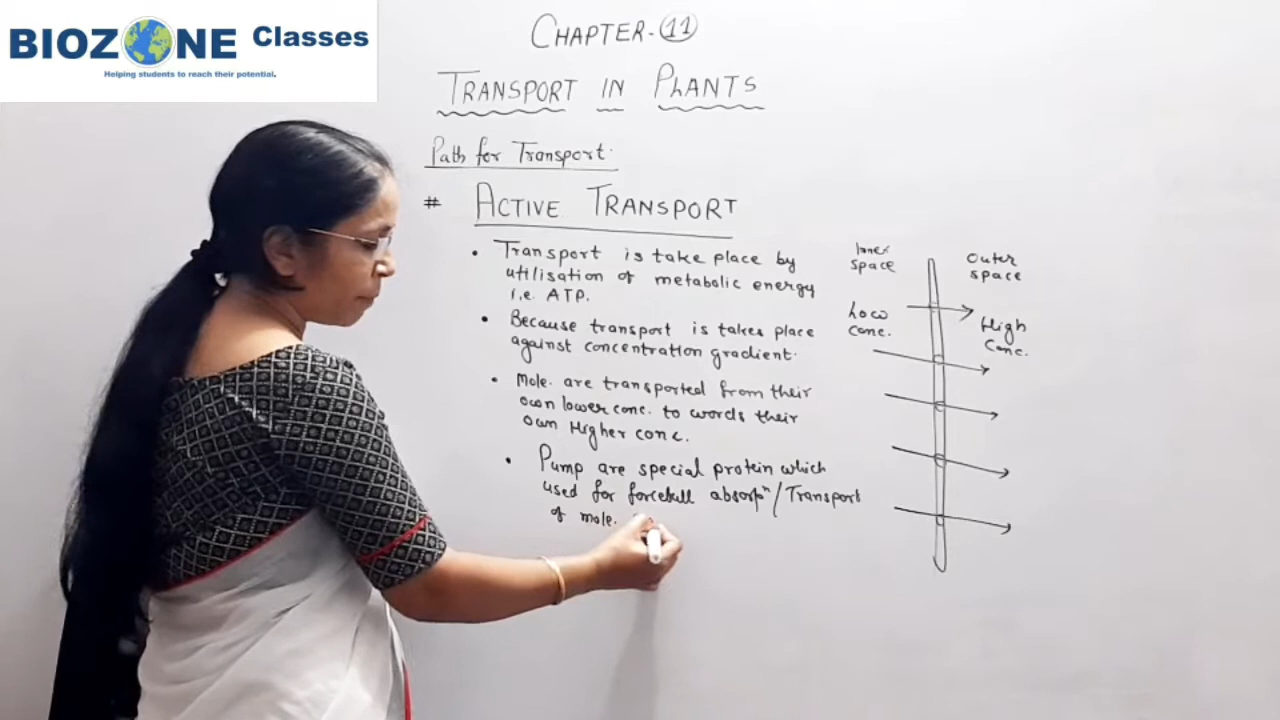 BIOZONE Classes
Helping students to reach their potential.
CHAPTER-11
TRANSPORT IN PLANTS
Path for Transport.
# ACTIVE TRANSPORT
• Transport is take place by
utilisation of metabolic energy
i.e. ATP.
• Because transport is takes place
against concentration gradient.
• Mole. are transported from their
own lower conc. to words their
own Higher conc.
• Pump are special protein which
used for forcefull absorpⁿ/Transport
of mole.
Inner
space
Outer
space
Low
conc.
High
Conc.